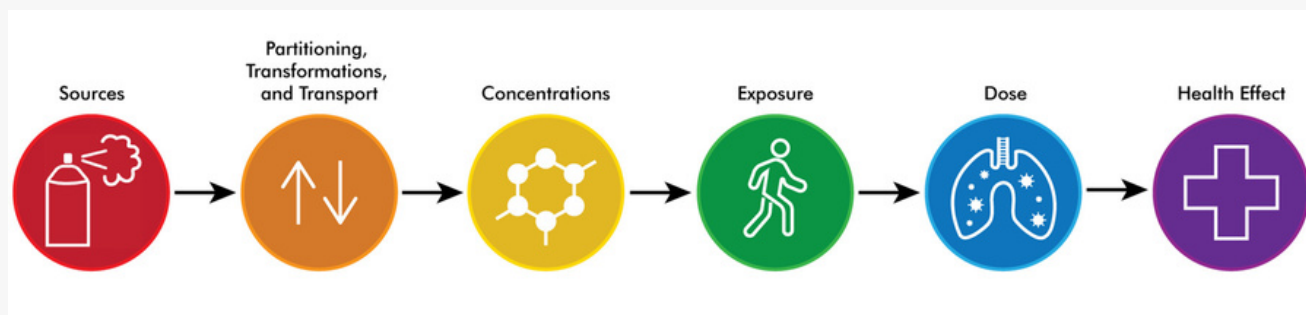 Sources
Partitioning,
Transformations,
and Transport
Concentrations
Exposure
Dose
Health Effect